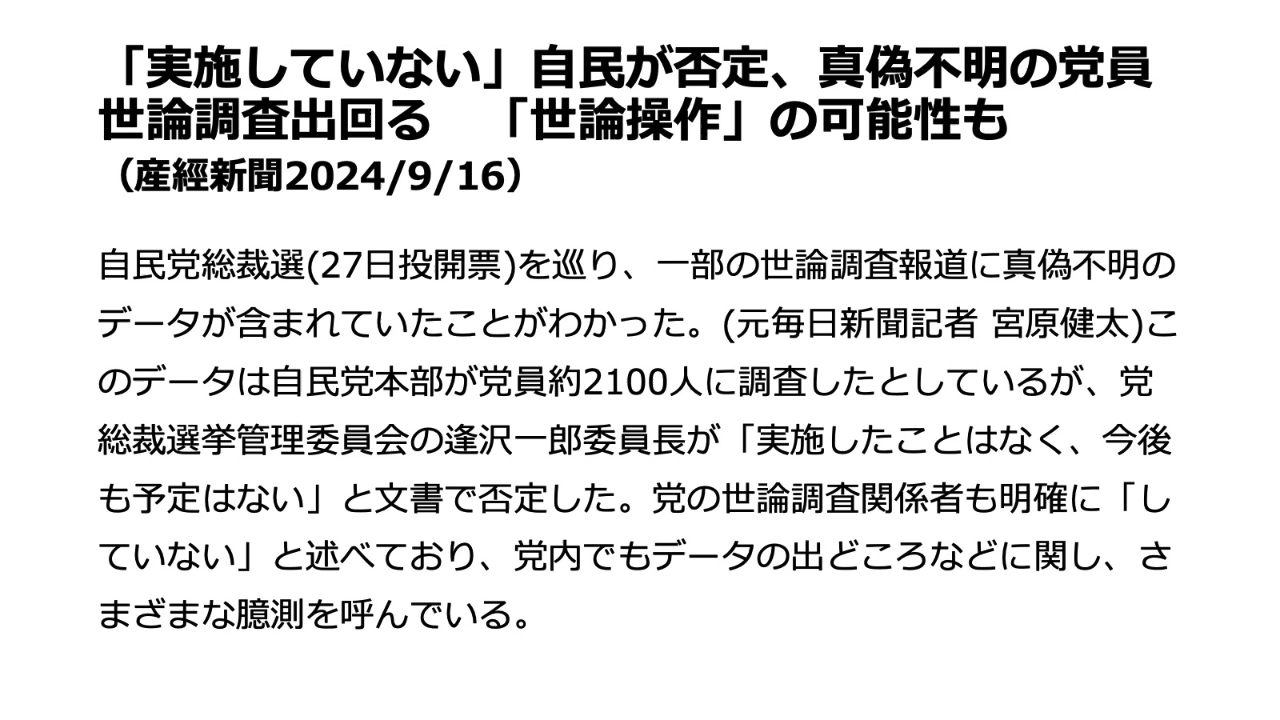 「実施していない」自民が否定、真偽不明の党員
世論調査出回る　「世論操作」の可能性も
（産經新聞2024/9/16）
自民党総裁選(27日投開票)を巡り、一部の世論調査報道に真偽不明の
データが含まれていたことがわかった。(元毎日新聞記者 宮原健太)こ
のデータは自民党本部が党員約2100人に調査したとしているが、党
総裁選挙管理委員会の逢沢一郎委員長が「実施したことはなく、今後
も予定はない」と文書で否定した。党の世論調査関係者も明確に「し
ていない」と述べており、党内でもデータの出どころなどに関し、さ
まざまな臆測を呼んでいる。